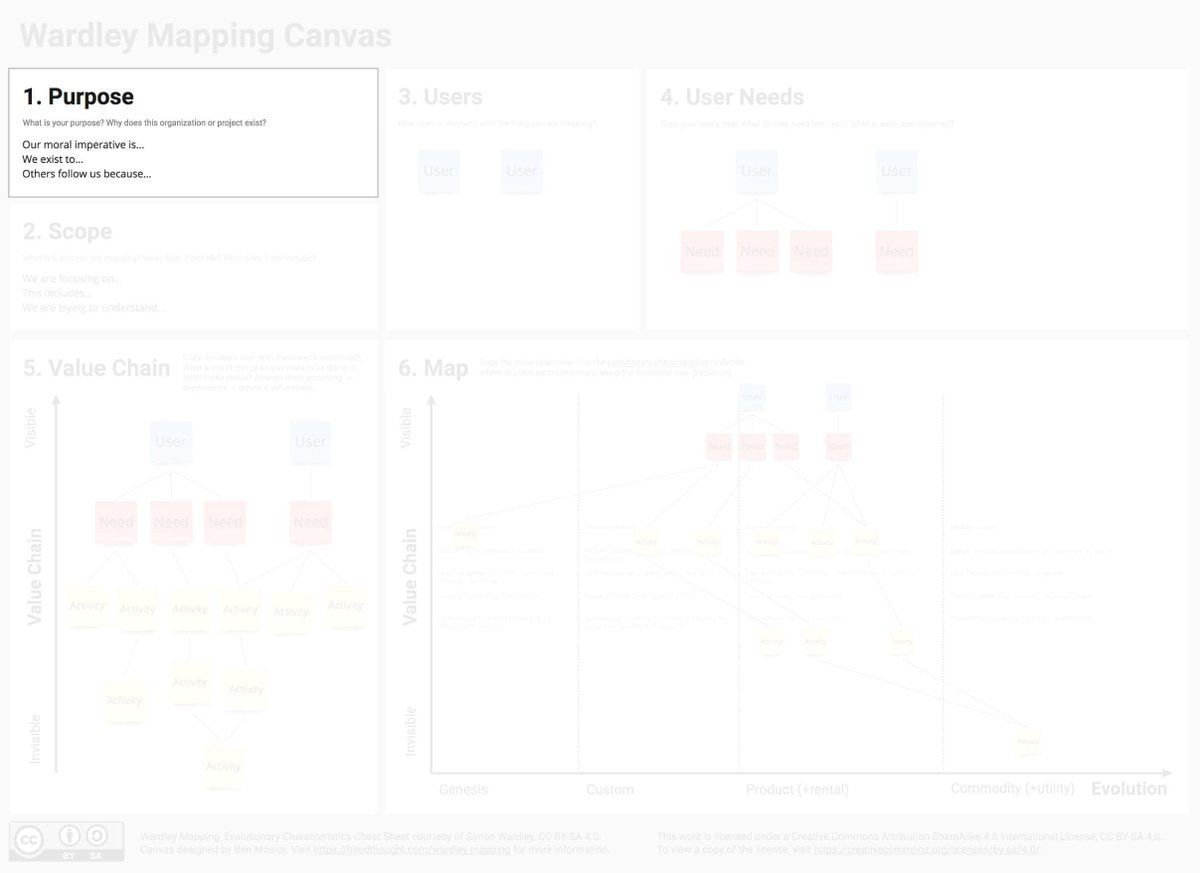 Wardley Mapping Canvas
1. Purpose
What is your purpose? Why does this organization or project exist?
Our moral imperative is...
We exist to...
Others follow us because...
2. Scope
What is it that you are mapping? What does it include? What does it not include?
We are focusing on...
This includes...
We are trying to understand...
3. Users
Who uses or interacts with the thing you are mapping?
User User
4. User Needs
Copy your users over. What do they need from you? What is each user's journey?
User User
Need Need Need Need
5. Value Chain
Copy the users over, with their needs underneath.
What sorts of things do you need to be doing to
fulfill those needs? Arrange them according to
dependence — create a value chain.
Visible
Value Chain
Invisible
User User
Need Need Need Need
Activity Activity Activity Activity Activity Activity
Activity Activity Activity
Activity
6. Map
Copy the value chain over. Use the evolutionary characteristics to decide
where to place each component along the horizontal axis (Evolution).
Visible
Value Chain
Invisible
User User
Need Need Need Need
Activity Activity Activity Activity Activity Activity
Activity Activity Activity
Activity
Genesis Custom Product (+rental) Commodity (+utility) Evolution
CC BY SA
Wardley Mapping, Evolutionary Characteristics Cheat Sheet courtesy of Simon Wardley, CC BY-SA 4.0.
Canvas designed by Ben Mosior. Visit https://hiredthought.com/wardley-mapping for more information.
This work is licensed under a Creative Commons Attribution-ShareAlike 4.0 International License, CC BY-SA 4.0.
To view a copy of the license, visit https://creativecommons.org/licenses/by-sa/4.0/